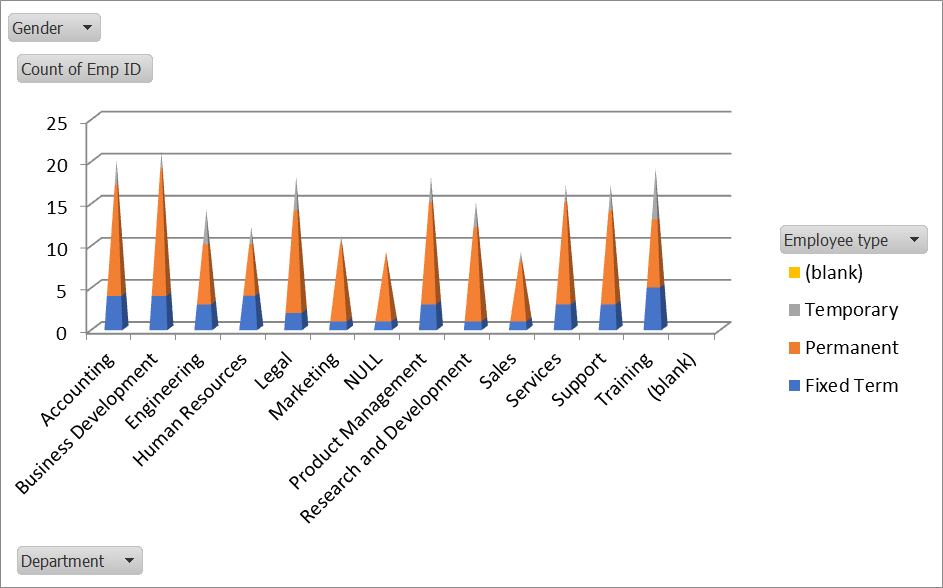 Gender
Count of Emp ID
25
20
15
10
5
0
Accounting
Business Development
Engineering
Human Resources
Legal
Marketing
NULL
Product Management
Research and Development
Sales
Services
Support
Training
(blank)
Employee type
(blank)
Temporary
Permanent
Fixed Term
Department